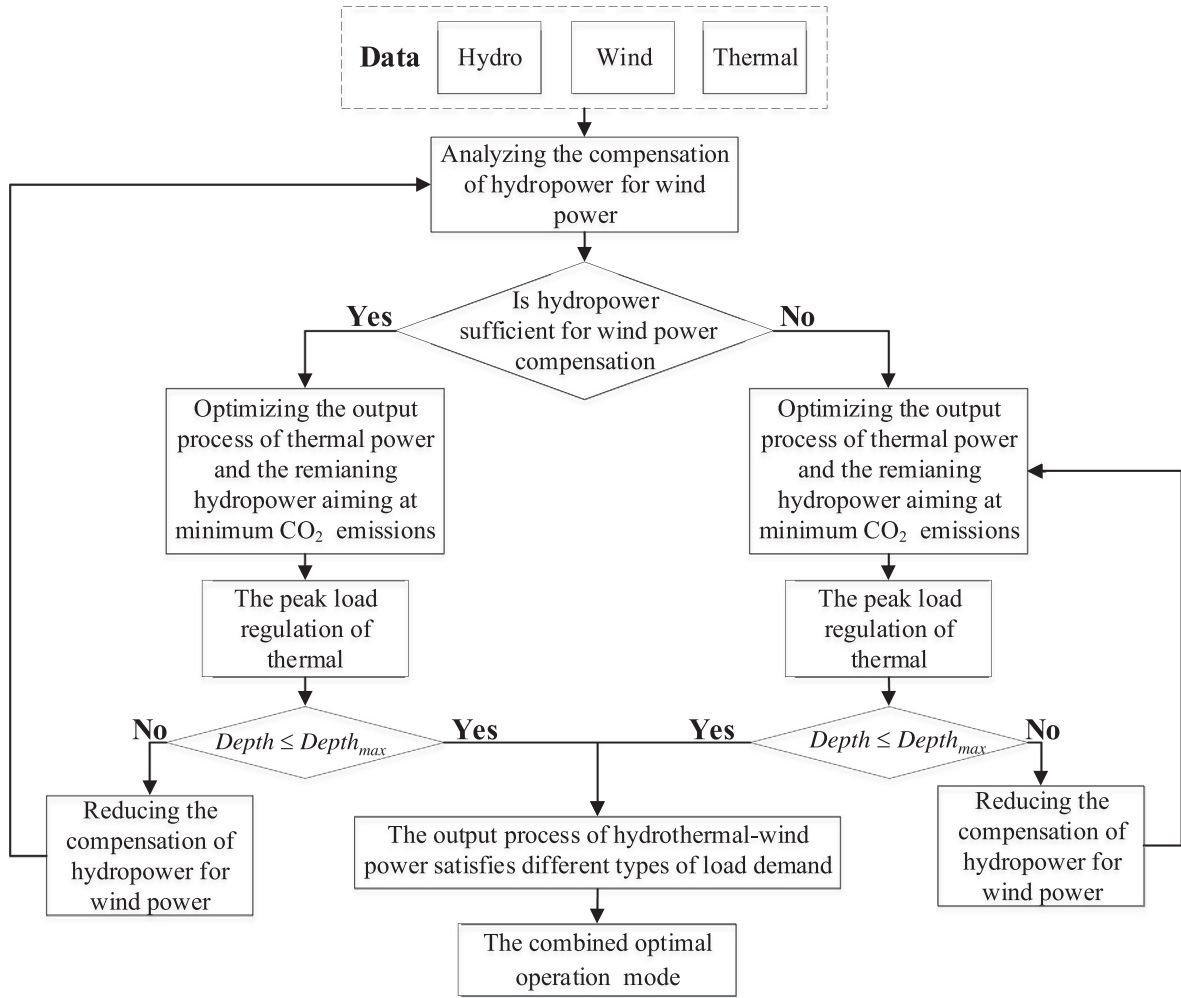 Data Hydro Wind Thermal
Analyzing the compensation
of hydropower for wind
power
Is hydropower
sufficient for wind power
compensation
Yes
No
Optimizing the output
process of thermal power
and the remianing
hydropower aiming at
minimum CO₂ emissions
Optimizing the output
process of thermal power
and the remianing
hydropower aiming at
minimum CO₂ emissions
The peak load
regulation of
thermal
The peak load
regulation of
thermal
No
Depth ≤ Depthmax
Yes
Yes
Depth ≤ Depthmax
No
Reducing the
compensation of
hydropower for
wind power
The output process of hydrothermal-wind
power satisfies different types of load demand
Reducing the
compensation of
hydropower for
wind power
The combined optimal
operation mode